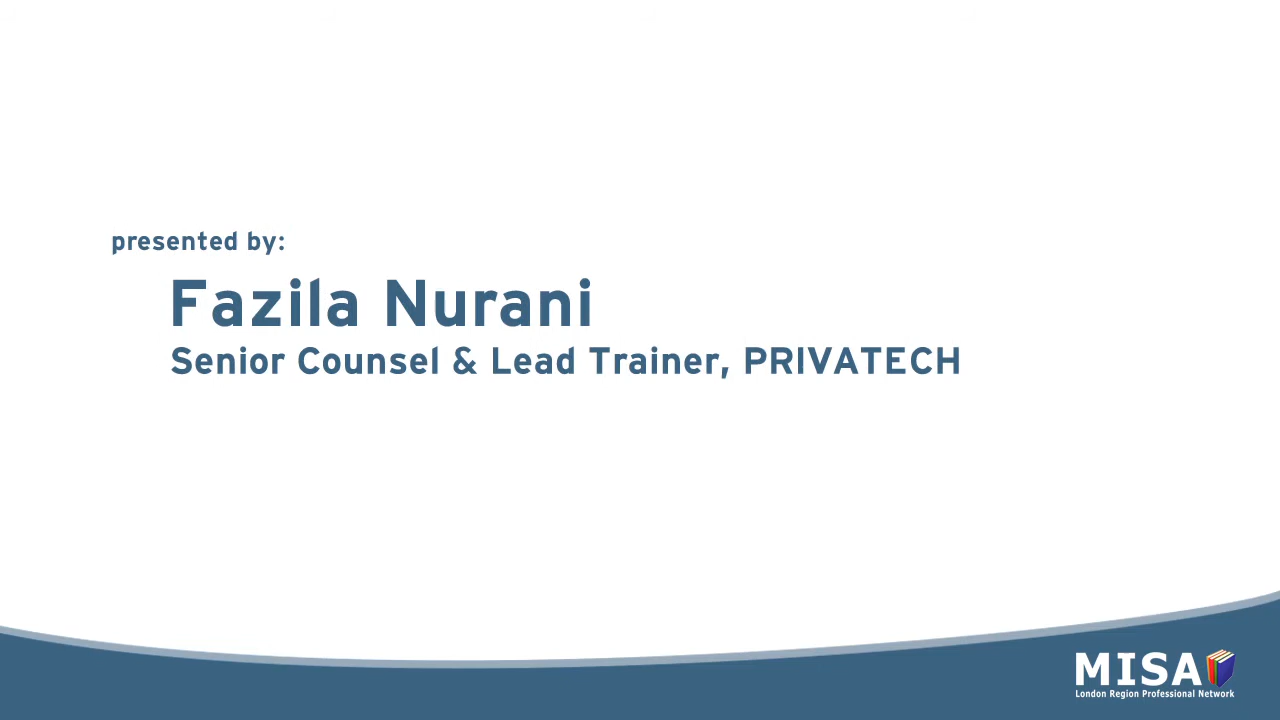 presented by:
Fazila Nurani
Senior Counsel & Lead Trainer, PRIVATECH
MISA
London Region Professional Network